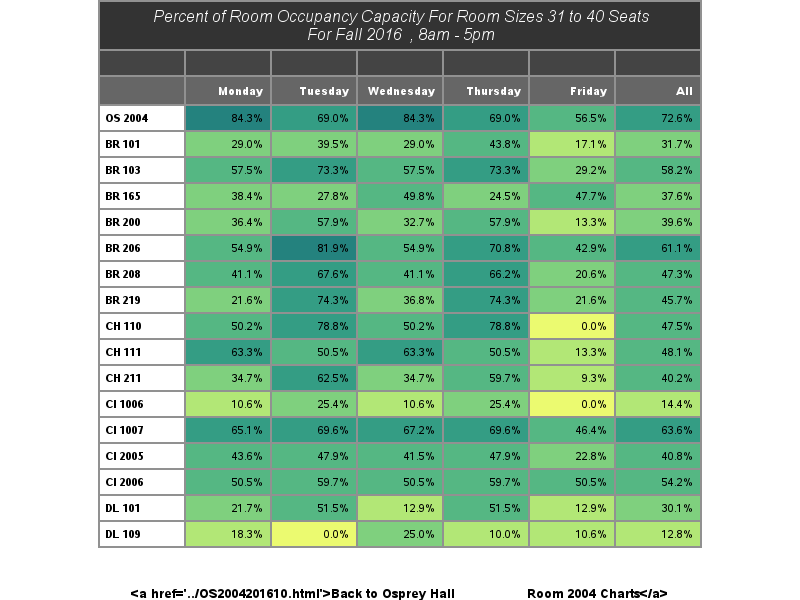 Percent of Room Occupancy Capacity For Room Sizes 31 to 40 Seats
For Fall 2016 , 8am - 5pm
Monday Tuesday Wednesday Thursday Friday All
OS 2004 84.3% 69.0% 84.3% 69.0% 56.5% 72.6%
BR 101 29.0% 39.5% 29.0% 43.8% 17.1% 31.7%
BR 103 57.5% 73.3% 57.5% 73.3% 29.2% 58.2%
BR 165 38.4% 27.8% 49.8% 24.5% 47.7% 37.6%
BR 200 36.4% 57.9% 32.7% 57.9% 13.3% 39.6%
BR 206 54.9% 81.9% 54.9% 70.8% 42.9% 61.1%
BR 208 41.1% 67.6% 41.1% 66.2% 20.6% 47.3%
BR 219 21.6% 74.3% 36.8% 74.3% 21.6% 45.7%
CH 110 50.2% 78.8% 50.2% 78.8% 0.0% 47.5%
CH 111 63.3% 50.5% 63.3% 50.5% 13.3% 48.1%
CH 211 34.7% 62.5% 34.7% 59.7% 9.3% 40.2%
CI 1006 10.6% 25.4% 10.6% 25.4% 0.0% 14.4%
CI 1007 65.1% 69.6% 67.2% 69.6% 46.4% 63.6%
CI 2005 43.6% 47.9% 41.5% 47.9% 22.8% 40.8%
CI 2006 50.5% 59.7% 50.5% 59.7% 50.5% 54.2%
DL 101 21.7% 51.5% 12.9% 51.5% 12.9% 30.1%
DL 109 18.3% 0.0% 25.0% 10.0% 10.6% 12.8%
<a href='../OS2004201610.html'>Back to Osprey Hall Room 2004 Charts</a>